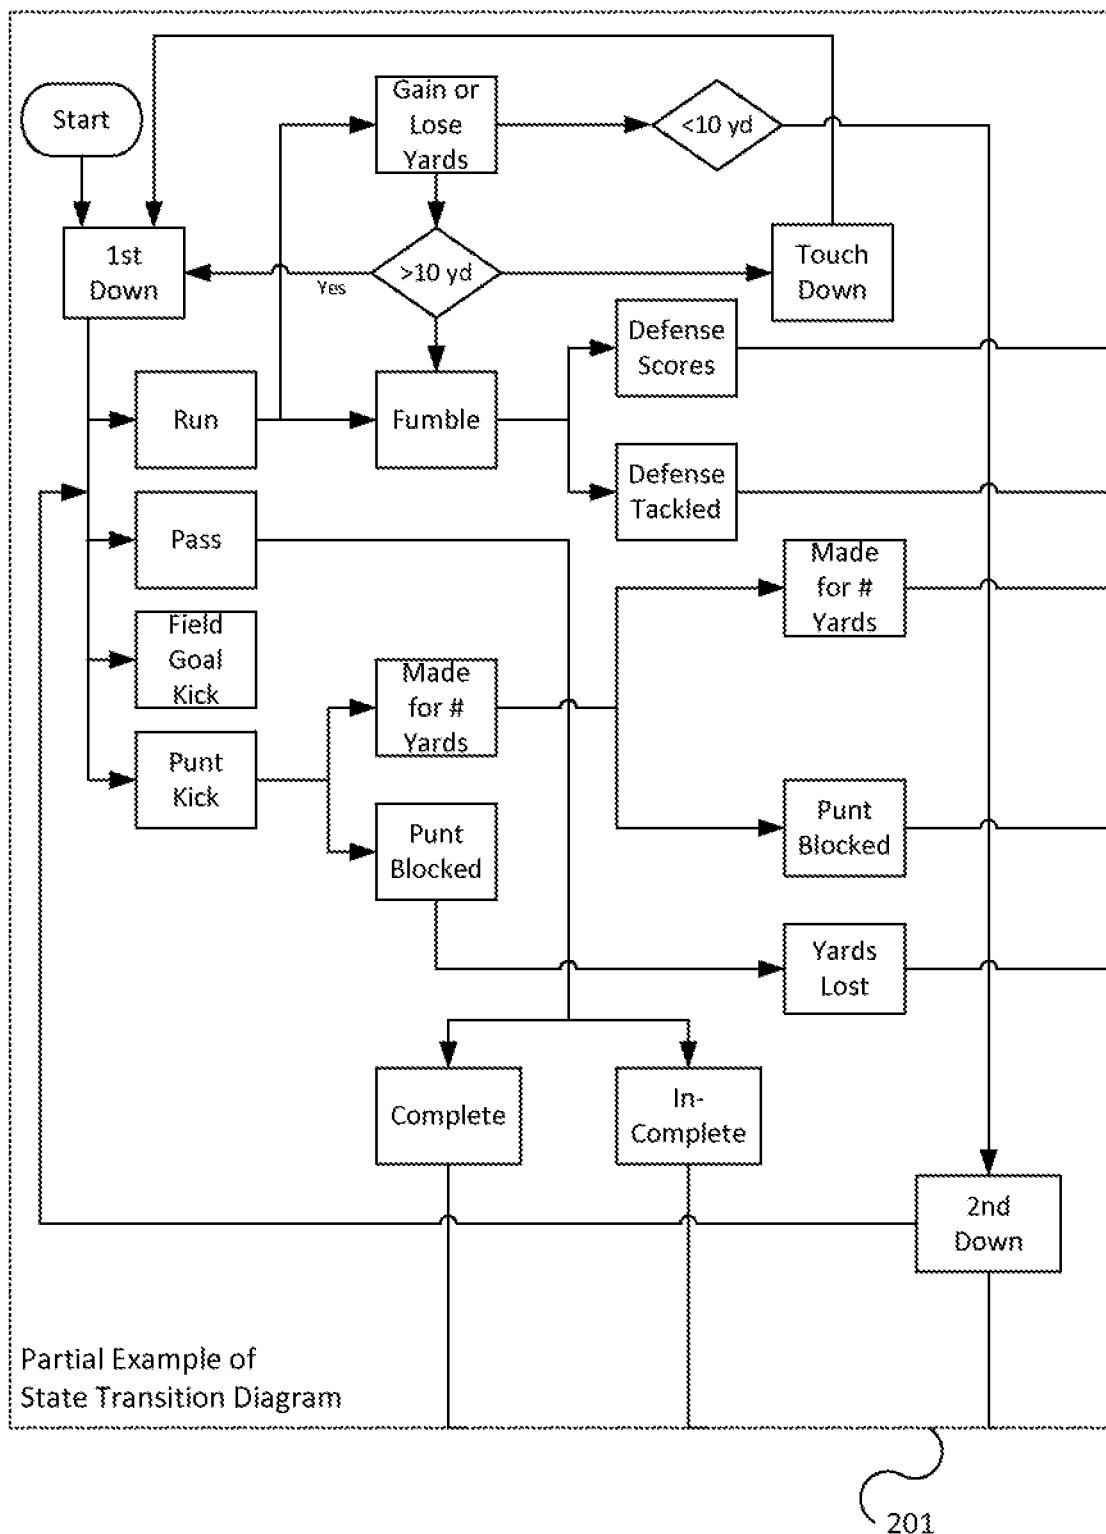 Start
Gain or
Lose
Yards
<10 yd
1st
Down
Yes
>10 yd
Touch
Down
Defense
Scores
Run
Fumble
Defense
Tackled
Pass
Made
for #
Yards
Field
Goal
Kick
Made
for #
Yards
Punt
Kick
Punt
Blocked
Punt
Blocked
Yards
Lost
Complete
In-
Complete
2nd
Down
Partial Example of
State Transition Diagram
201